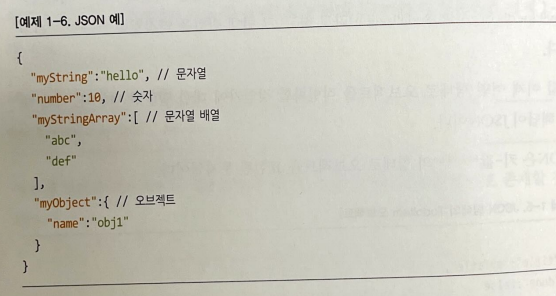 [예제 1-6. JSON 예]
{
"myString":"hello", // 문자열
"number":10, // 숫자
"myStringArray":[ // 문자열 배열
"abc",
"def"
],
"myObject":{ // 오브젝트
"name":"obj1"
}
}